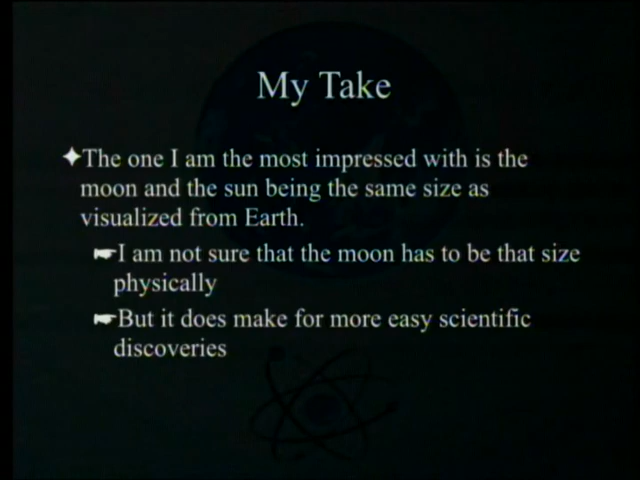 My Take
The one I am the most impressed with is the
moon and the sun being the same size as
visualized from Earth.
I am not sure that the moon has to be that size
physically
But it does make for more easy scientific
discoveries